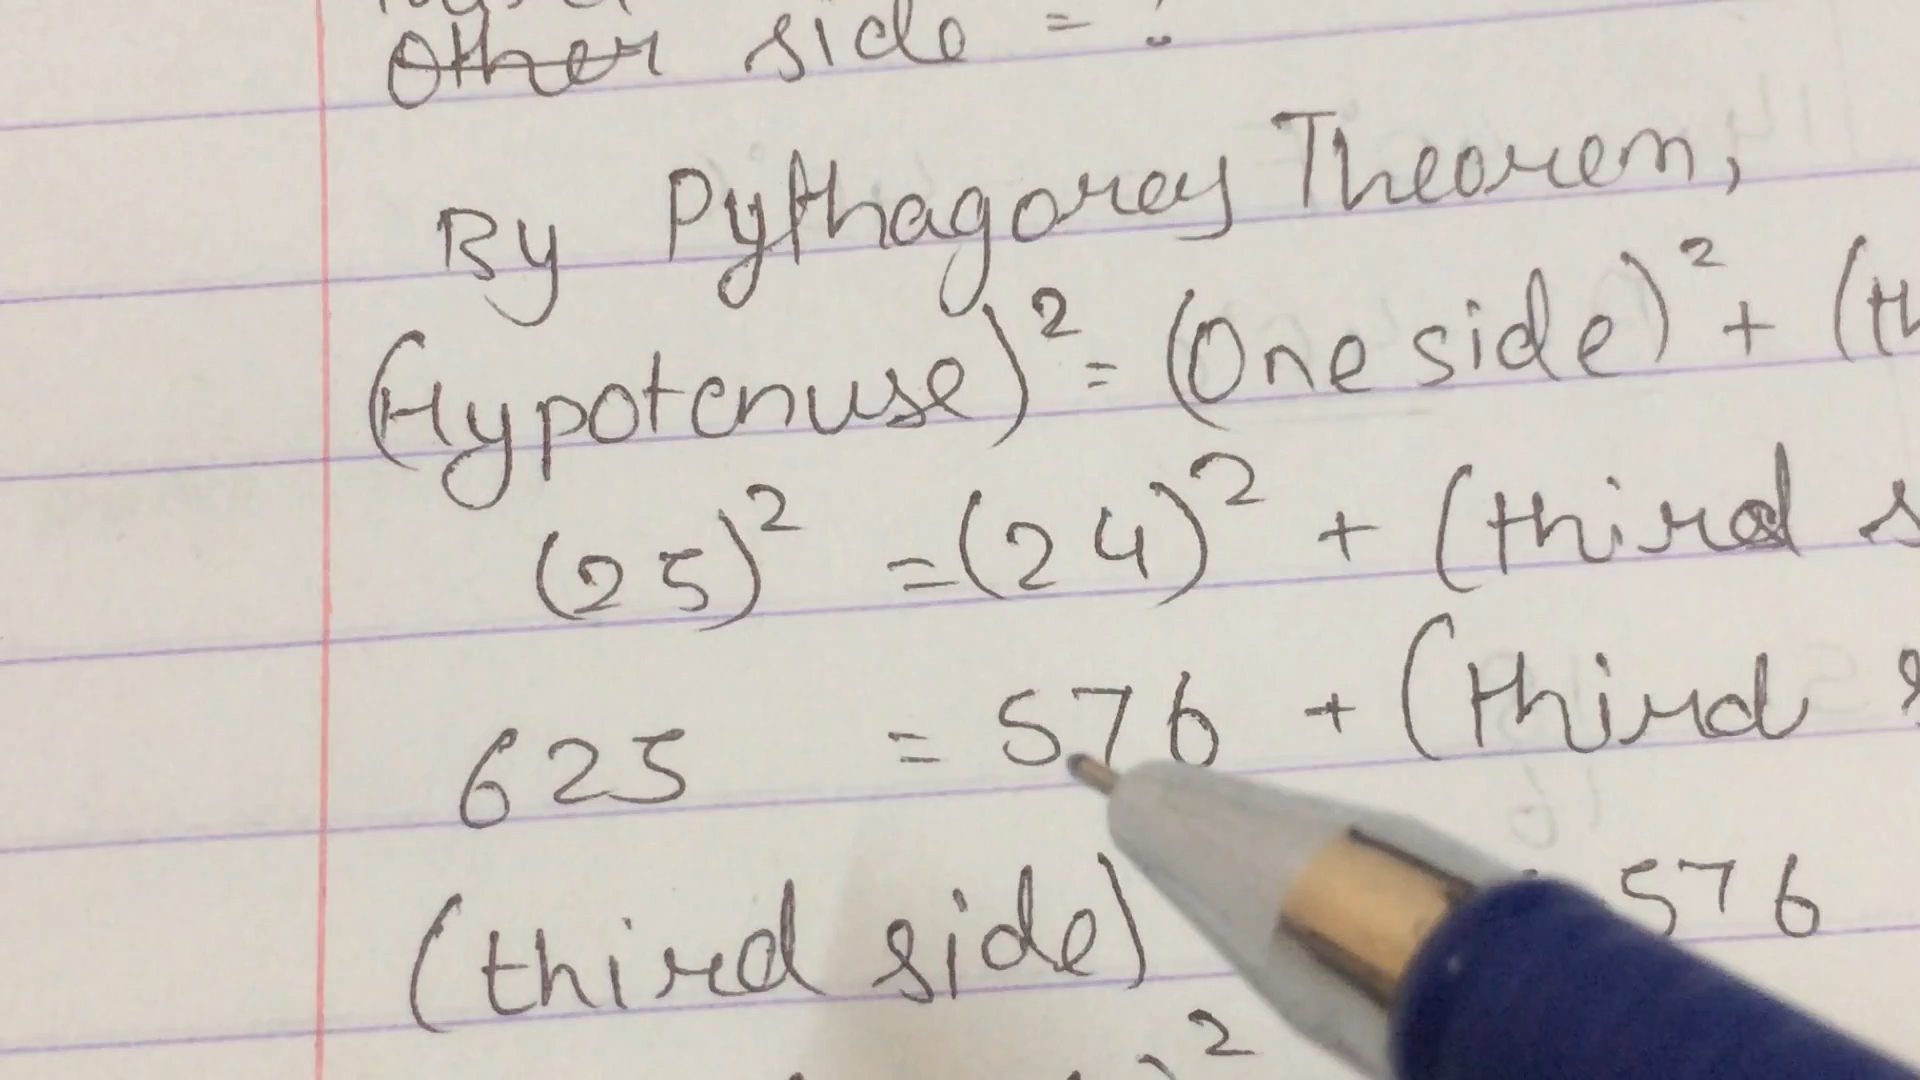 Other side = ?
By Pythagoras Theorem,
(Hypotenuse)² = (One side)² + (th
(25)² = (24)² + (third s
625 = 576 + (third s
(third side) 576
)²